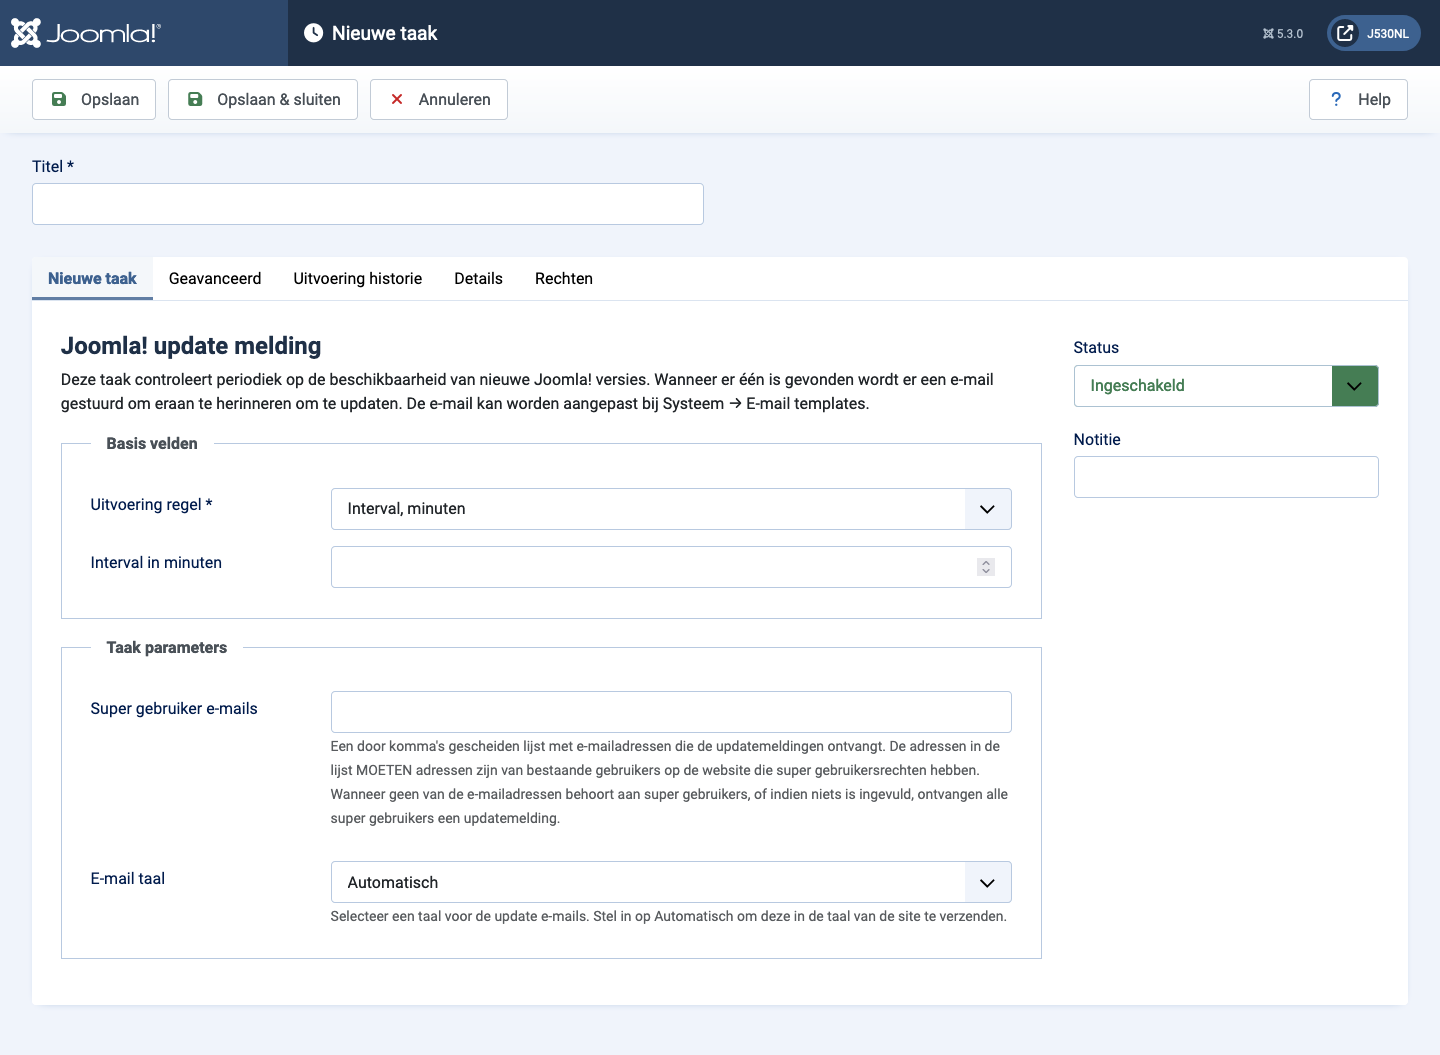 Joomla!®
Nieuwe taak
5.3.0
J530NL
Opslaan
Opslaan & sluiten
Annuleren
? Help
Titel *
Nieuwe taak
Geavanceerd
Uitvoering historie
Details
Rechten
Joomla! update melding
Deze taak controleert periodiek op de beschikbaarheid van nieuwe Joomla! versies. Wanneer er één is gevonden wordt er een e-mail
gestuurd om eraan te herinneren om te updaten. De e-mail kan worden aangepast bij Systeem → E-mail templates.
Status
Ingeschakeld
Notitie
Basis velden
Uitvoering regel *
Interval, minuten
Interval in minuten
Taak parameters
Super gebruiker e-mails
Een door komma's gescheiden lijst met e-mailadressen die de updatemeldingen ontvangt. De adressen in de
lijst MOETEN adressen zijn van bestaande gebruikers op de website die super gebruikersrechten hebben.
Wanneer geen van de e-mailadressen behoort aan super gebruikers, of indien niets is ingevuld, ontvangen alle
super gebruikers een updatemelding.
E-mail taal
Automatisch
Selecteer een taal voor de update e-mails. Stel in op Automatisch om deze in de taal van de site te verzenden.